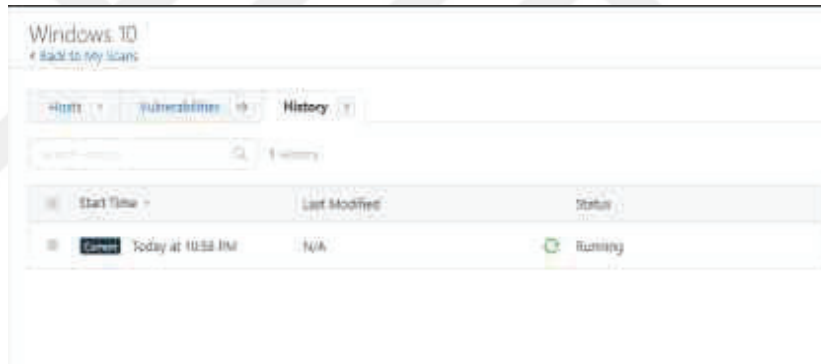 Windows 10
Back to My Scans
Hosts Vulnerabilities History
1 History
Start Time Last Modified Status
Current Today at 10:58 PM N/A Running